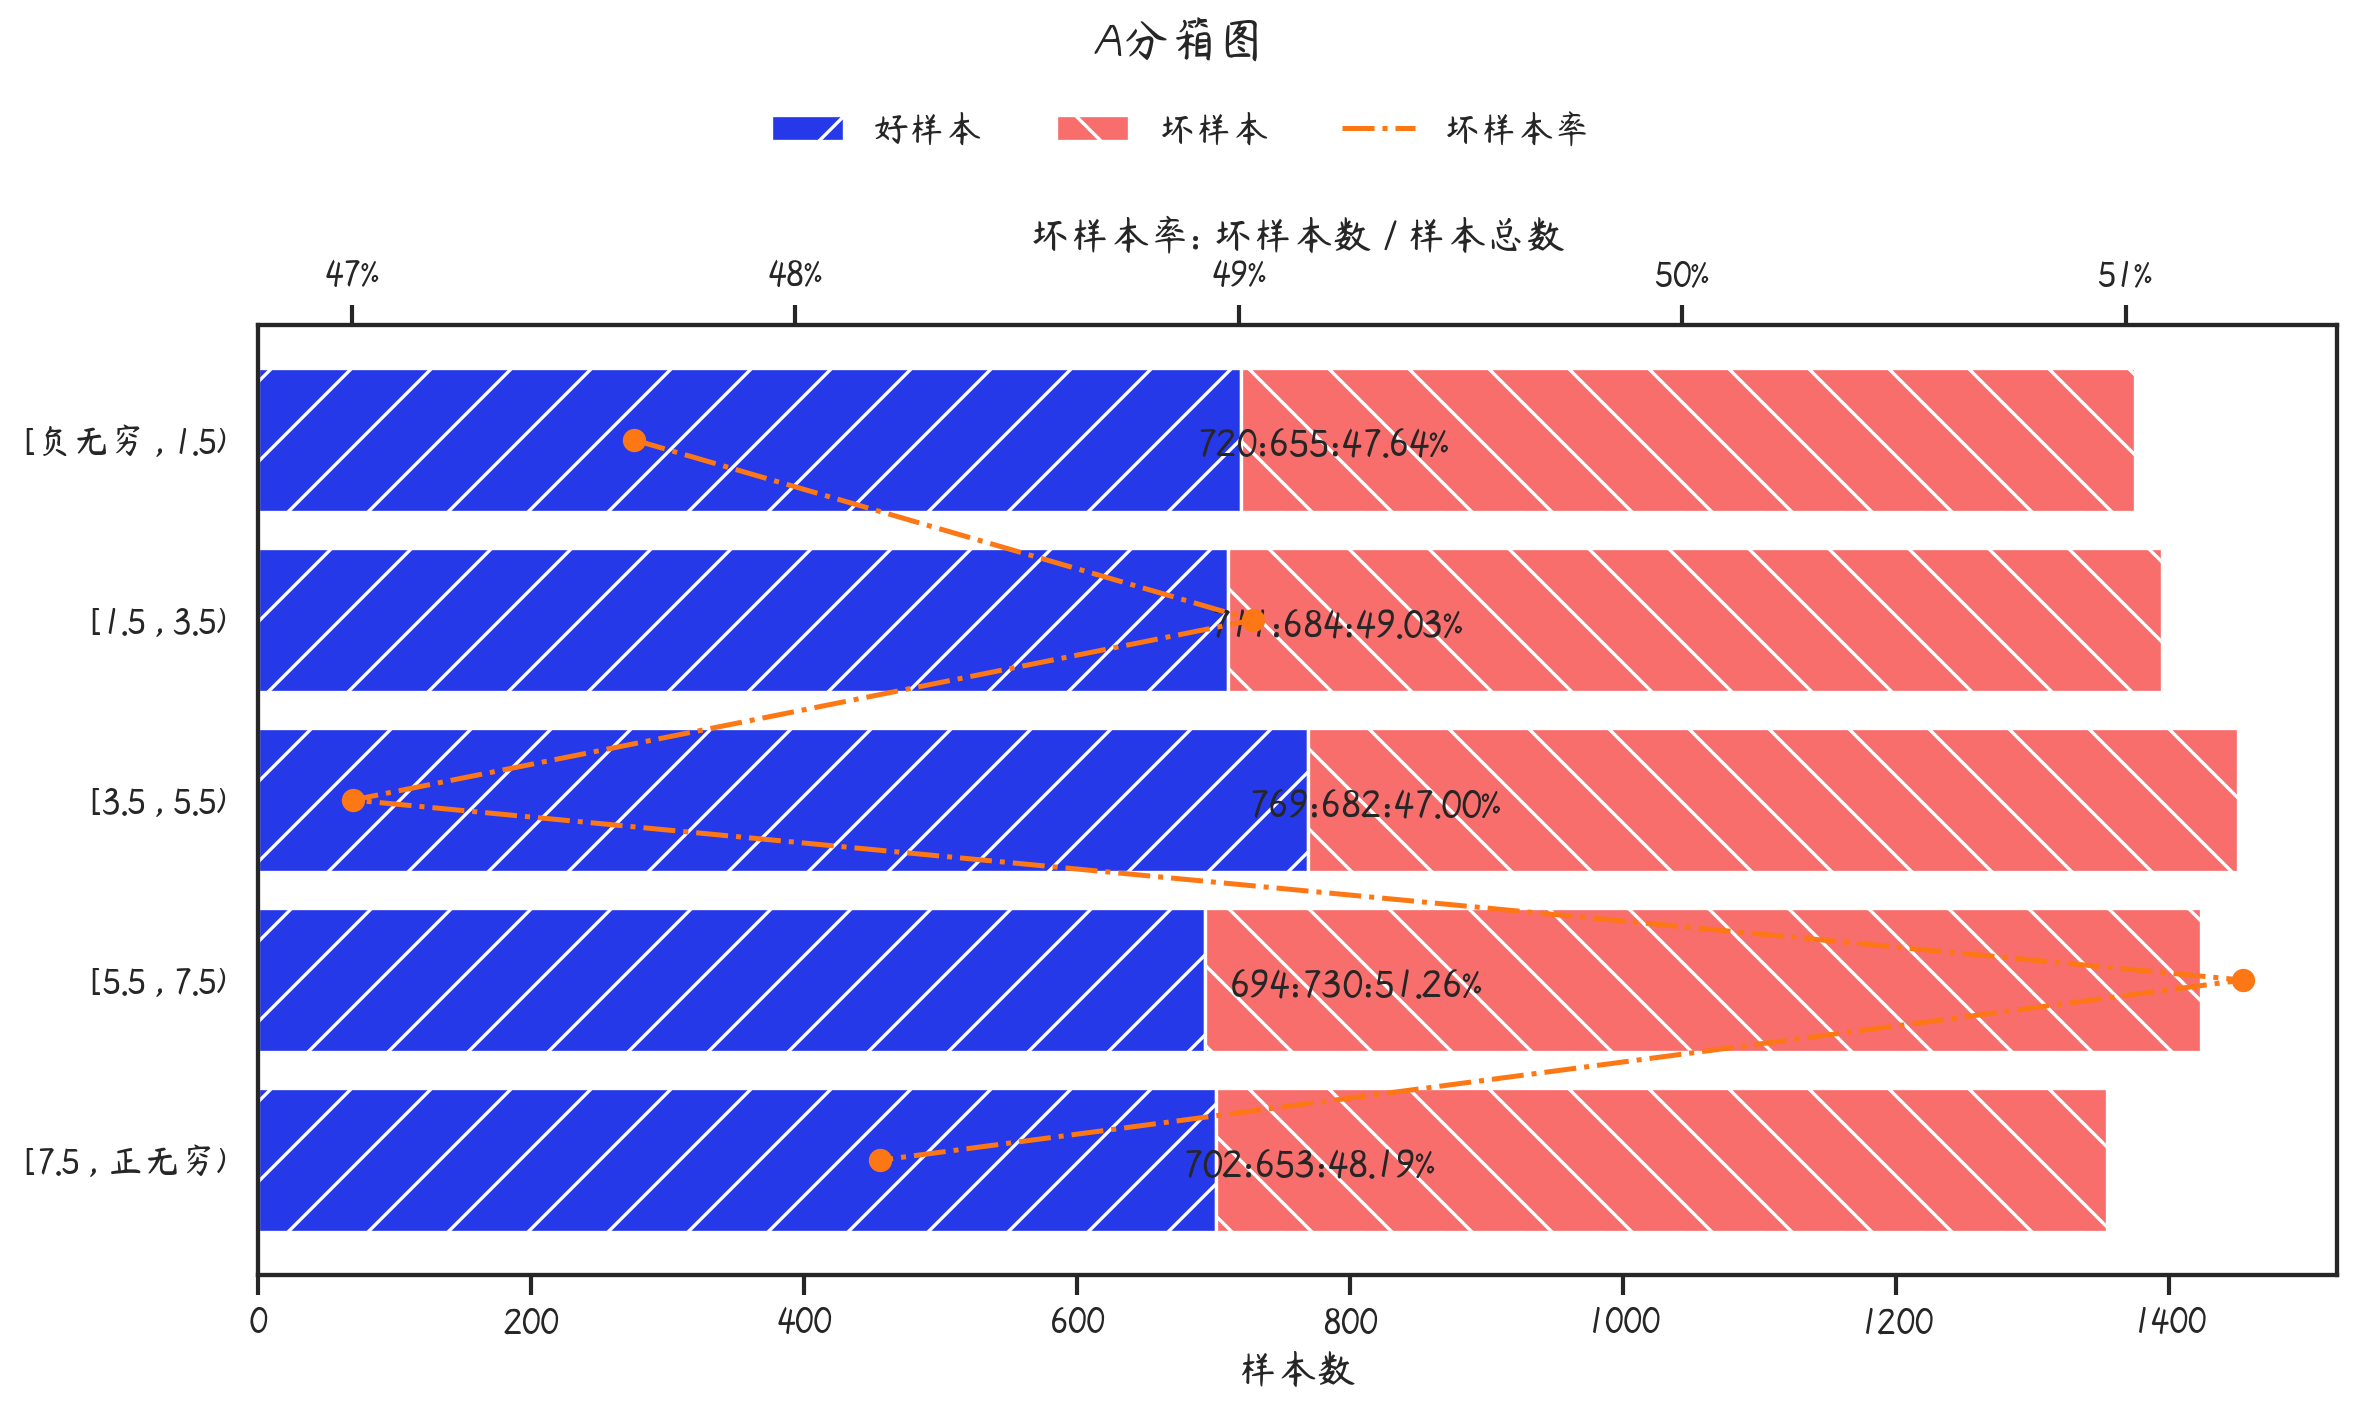 A分箱图
好样本 坏样本 坏样本率
坏样本率: 坏样本数 / 样本总数
47% 48% 49% 50% 51%
[负无穷 , 1.5)
720:655:47.64%
[1.5 , 3.5)
711:684:49.03%
[3.5 , 5.5)
769:682:47.00%
[5.5 , 7.5)
694:730:51.26%
[7.5 , 正无穷)
702:653:48.19%
0 200 400 600 800 1000 1200 1400
样本数